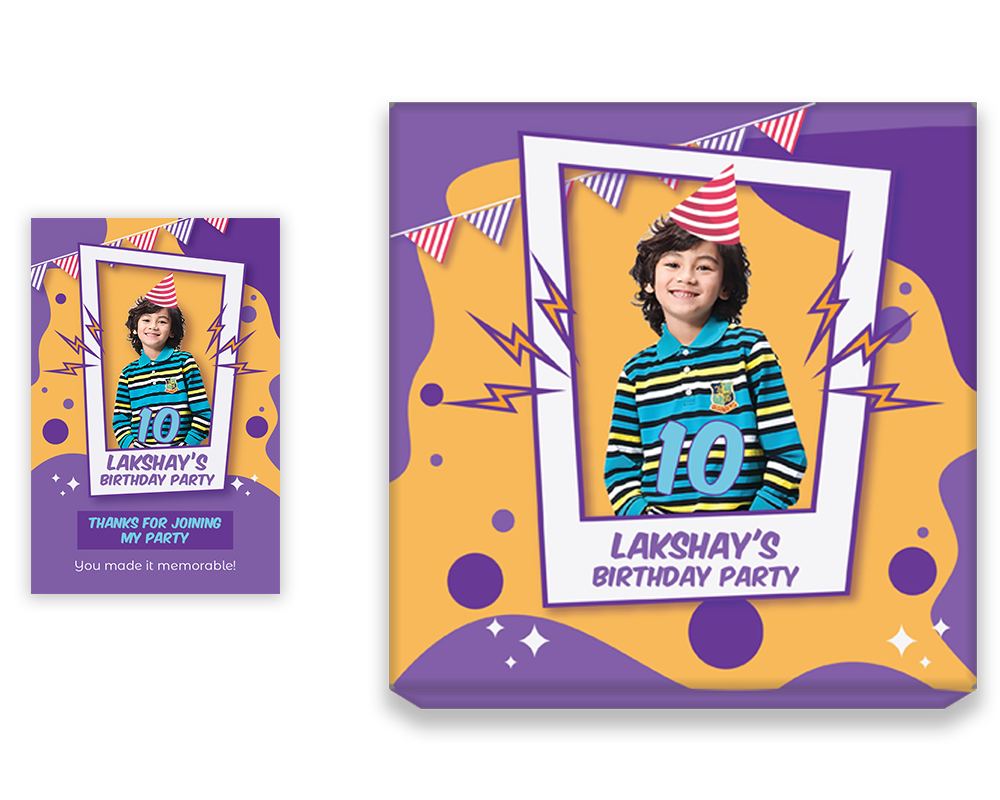 10
LAKSHAY'S
BIRTHDAY PARTY
THANKS FOR JOINING
MY PARTY
You made it memorable!
10
LAKSHAY'S
BIRTHDAY PARTY